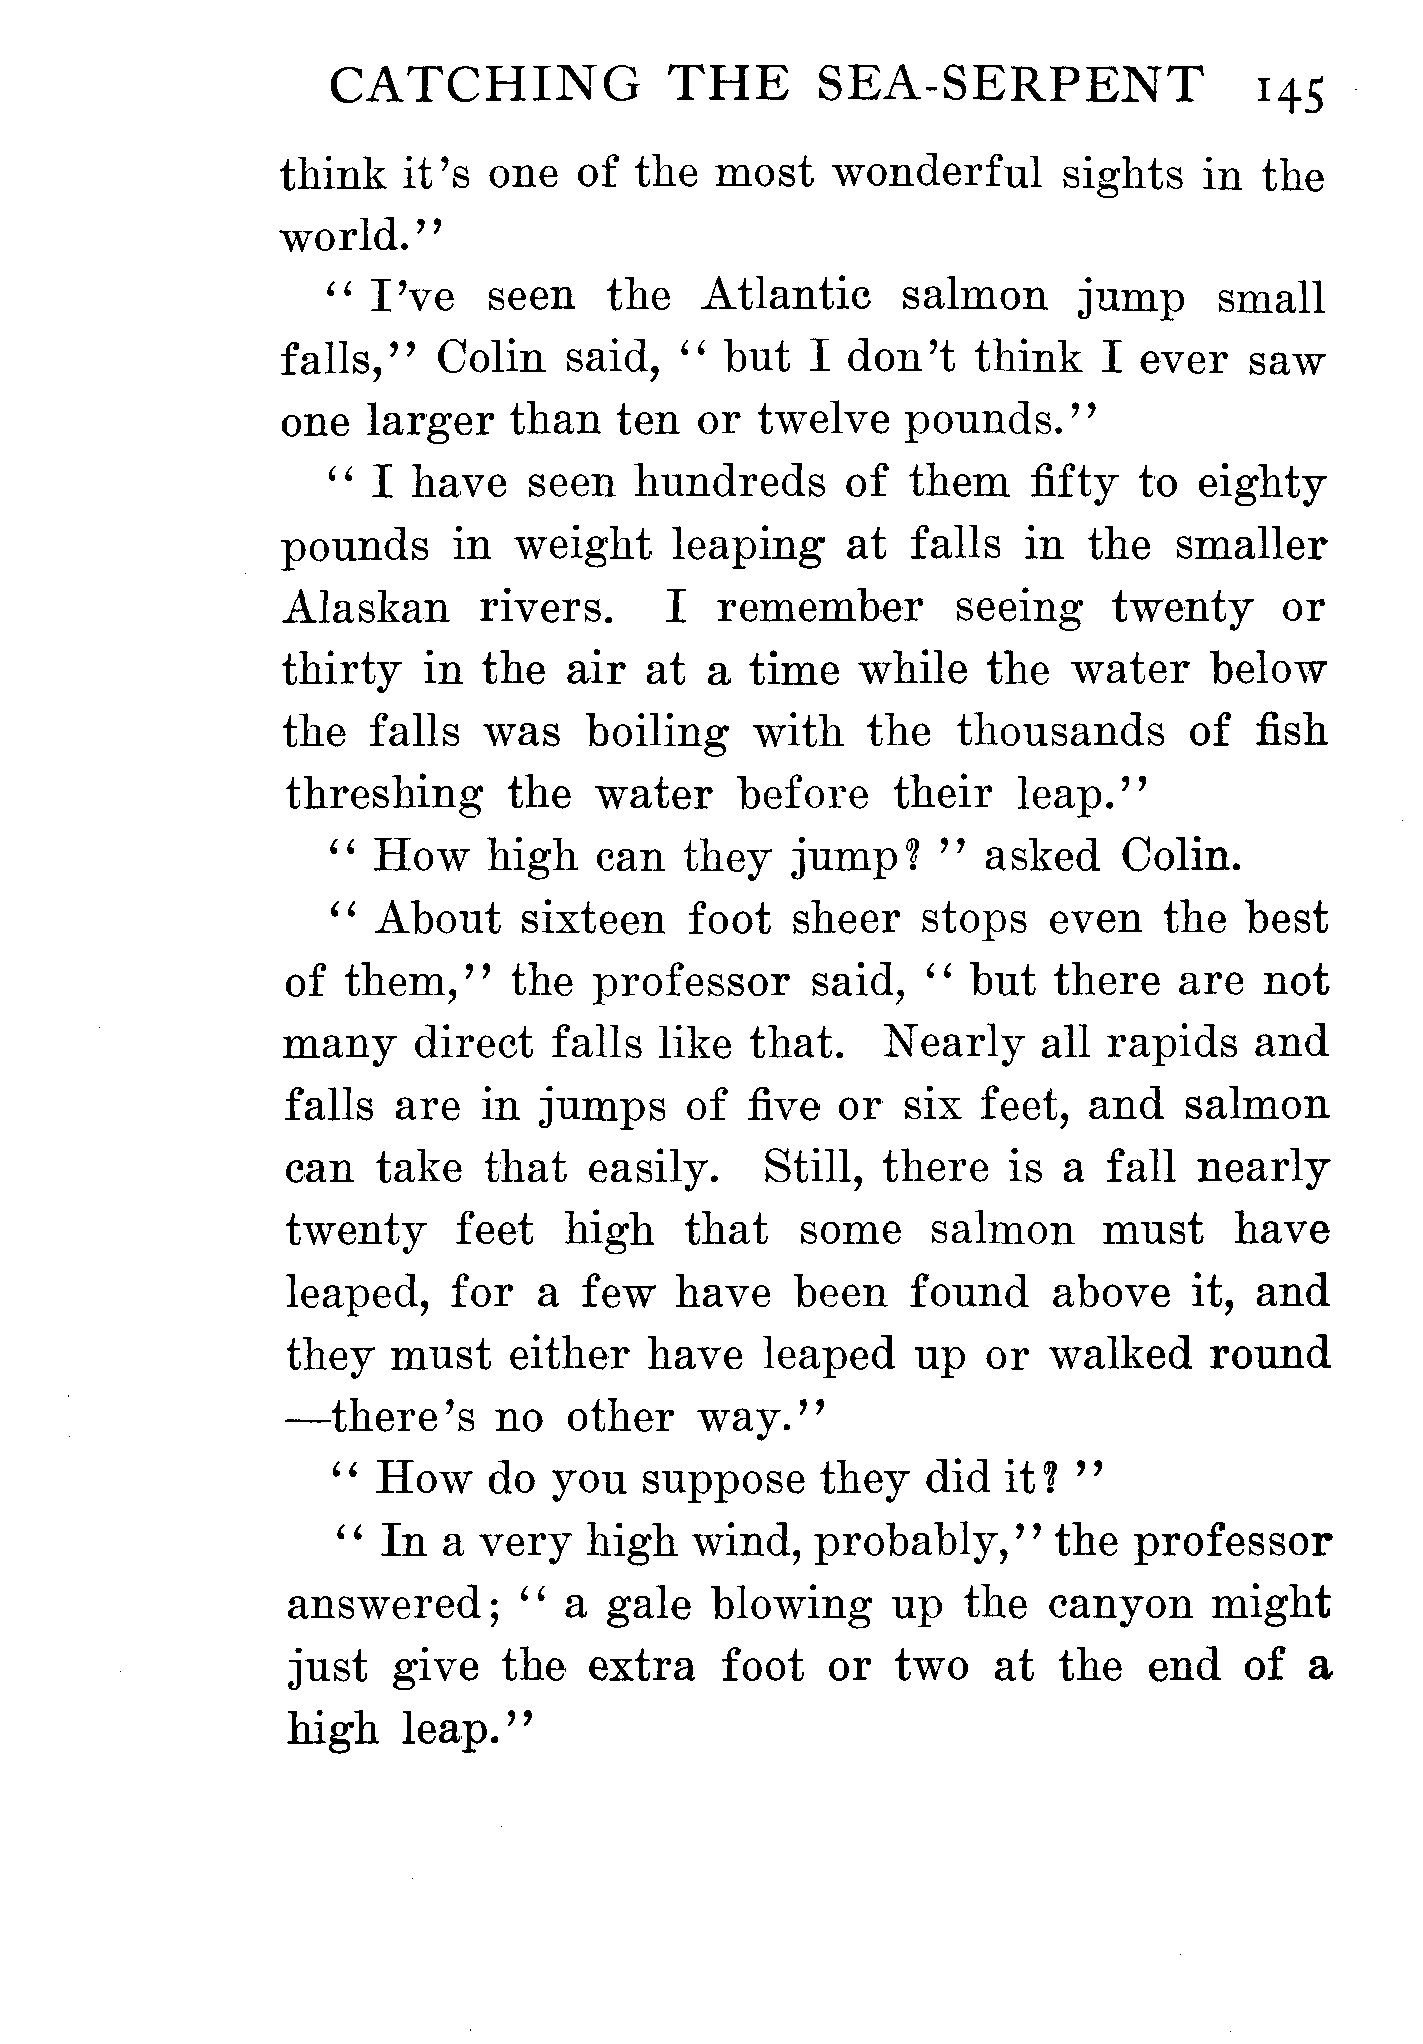 CATCHING THE SEA-SERPENT 145
think it's one of the most wonderful sights in the
world."
"I've seen the Atlantic salmon jump small
falls," Colin said, "but I don't think I ever saw
one larger than ten or twelve pounds."
"I have seen hundreds of them fifty to eighty
pounds in weight leaping at falls in the smaller
Alaskan rivers. I remember seeing twenty or
thirty in the air at a time while the water below
the falls was boiling with the thousands of fish
threshing the water before their leap."
"How high can they jump?" asked Colin.
"About sixteen foot sheer stops even the best
of them," the professor said, "but there are not
many direct falls like that. Nearly all rapids and
falls are in jumps of five or six feet, and salmon
can take that easily. Still, there is a fall nearly
twenty feet high that some salmon must have
leaped, for a few have been found above it, and
they must either have leaped up or walked round
—there's no other way."
"How do you suppose they did it?"
"In a very high wind, probably," the professor
answered; "a gale blowing up the canyon might
just give the extra foot or two at the end of a
high leap."